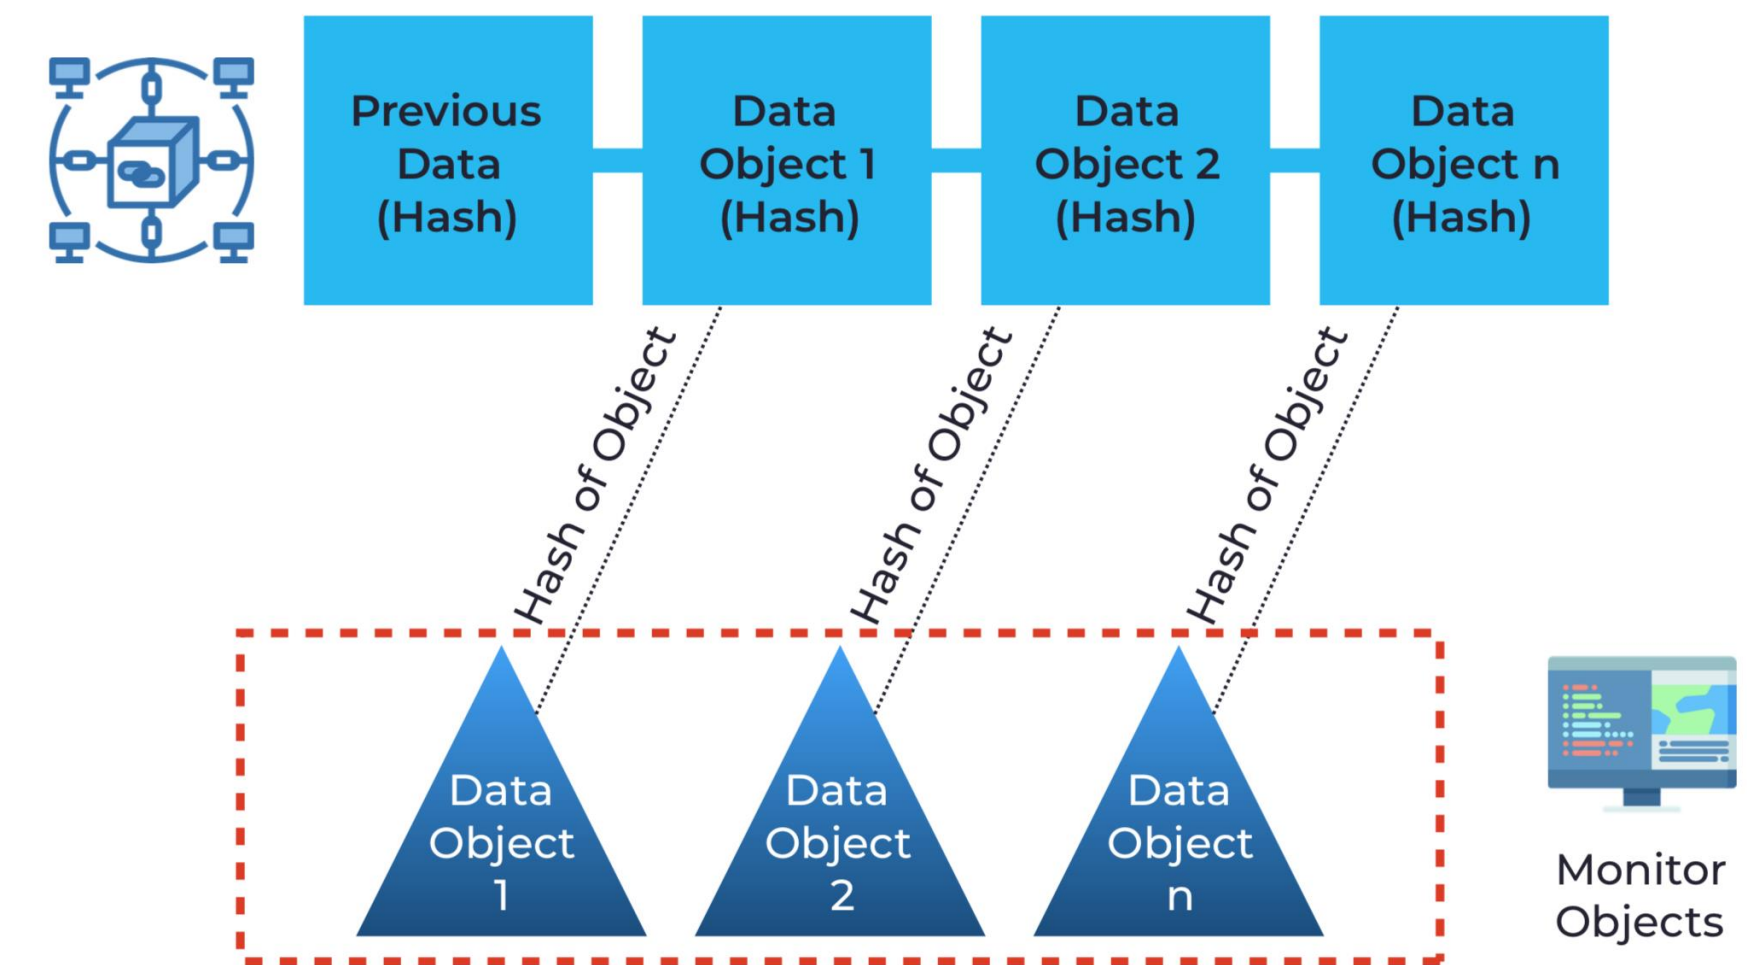 Previous
Data
(Hash)
Data
Object 1
(Hash)
Data
Object 2
(Hash)
Data
Object n
(Hash)
Hash of Object
Hash of Object
Hash of Object
Data
Object
1
Data
Object
2
Data
Object
n
Monitor
Objects